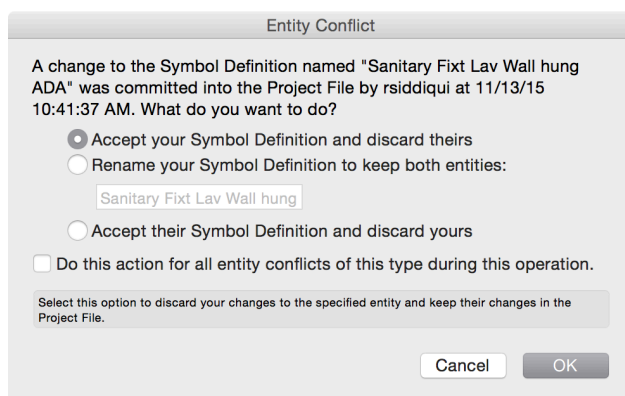 Entity Conflict
A change to the Symbol Definition named "Sanitary Fixt Lav Wall hung
ADA" was committed into the Project File by rsiddiqui at 11/13/15
10:41:37 AM. What do you want to do?
Accept your Symbol Definition and discard theirs
Rename your Symbol Definition to keep both entities:
Sanitary Fixt Lav Wall hung
Accept their Symbol Definition and discard yours
Do this action for all entity conflicts of this type during this operation.
Select this option to discard your changes to the specified entity and keep their changes in the
Project File.
Cancel OK